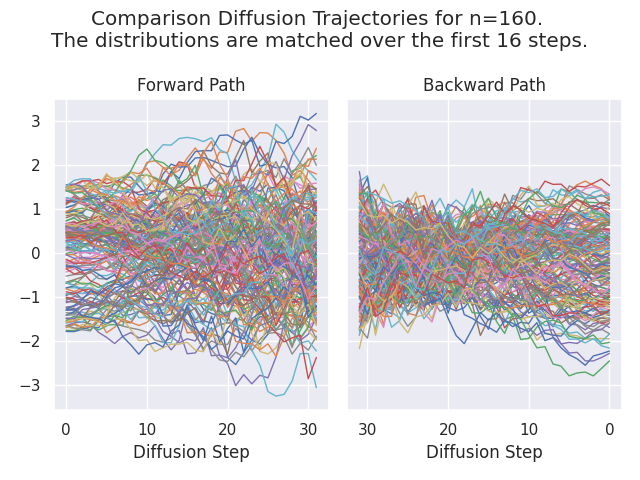 Comparison Diffusion Trajectories for n=160.
The distributions are matched over the first 16 steps.
Forward Path
Backward Path
3
2
1
0
−1
−2
−3
0 10 20 30
30 20 10 0
Diffusion Step
Diffusion Step